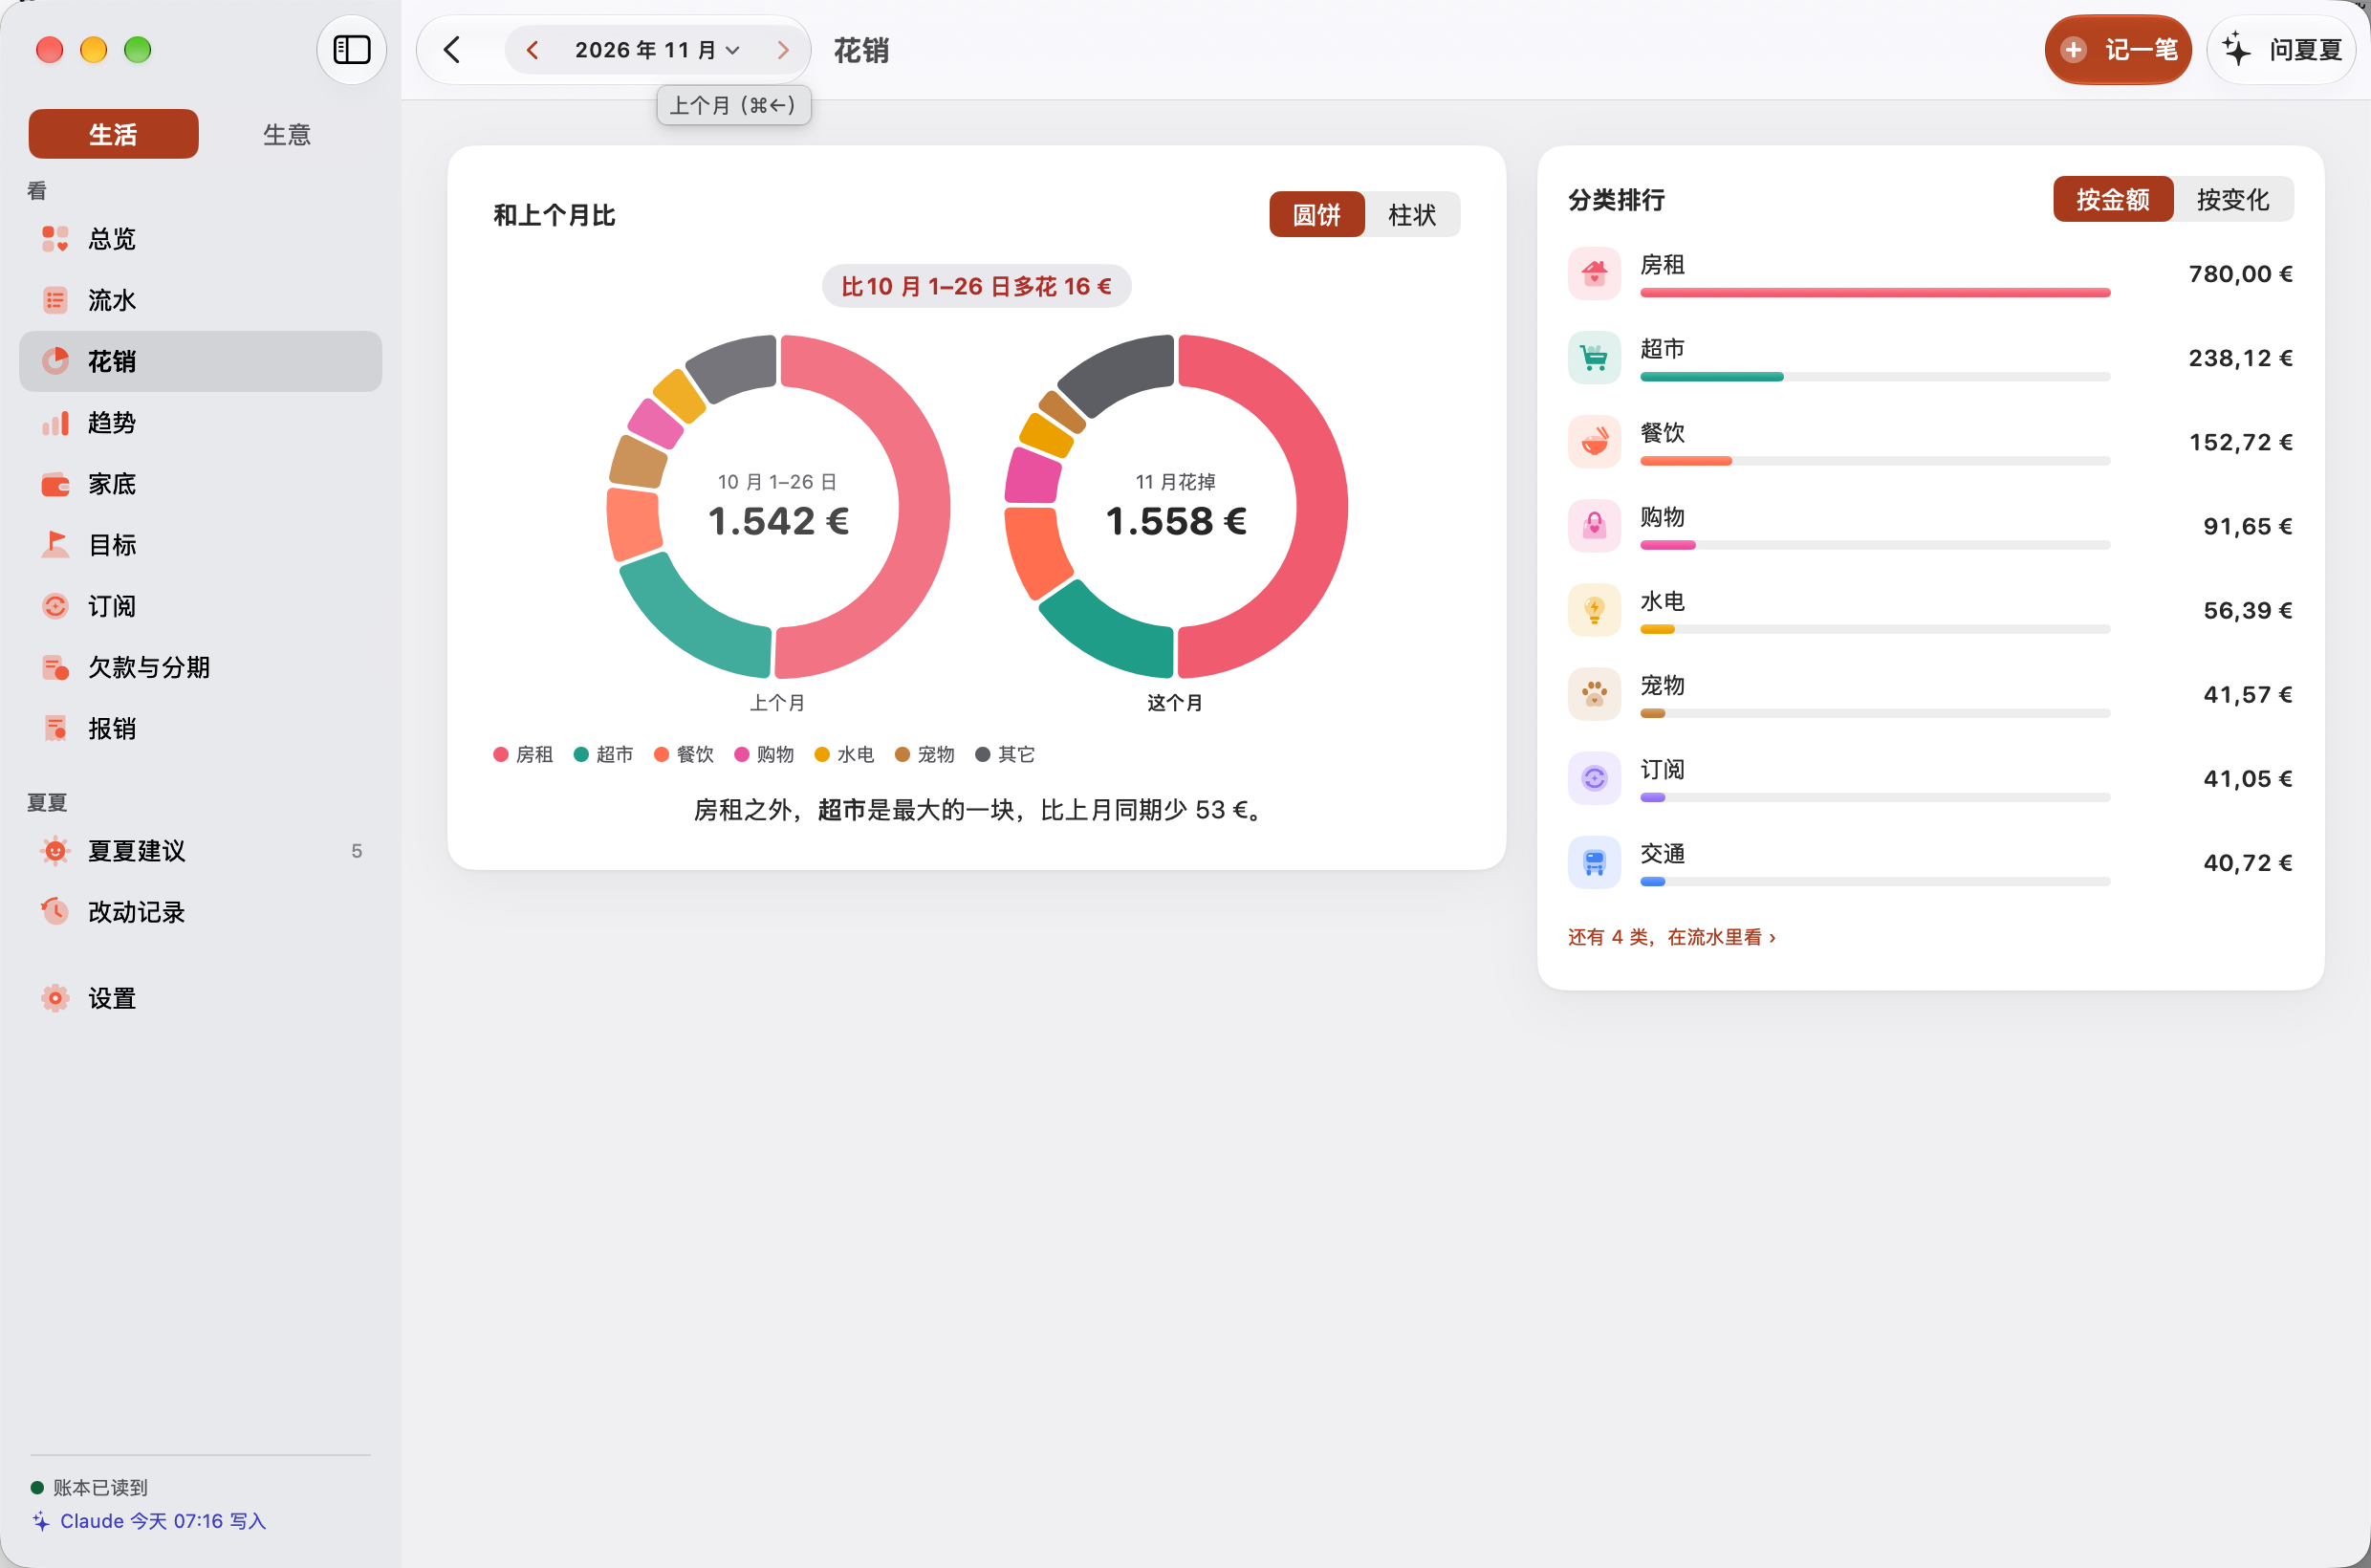 2026 年 11 月
花销
记一笔
问夏夏
上个月 (⌘←)
生活
生意
看
总览
流水
花销
趋势
家底
目标
订阅
欠款与分期
报销
夏夏
夏夏建议
5
改动记录
设置
账本已读到
Claude 今天 07:16 写入
和上个月比
圆饼
柱状
比10 月 1–26 日多花 16 €
10 月 1–26 日
1.542 €
上个月
11 月花掉
1.558 €
这个月
房租 超市 餐饮 购物 水电 宠物 其它
房租之外，超市是最大的一块，比上月同期少 53 €。
分类排行
按金额
按变化
房租
780,00 €
超市
238,12 €
餐饮
152,72 €
购物
91,65 €
水电
56,39 €
宠物
41,57 €
订阅
41,05 €
交通
40,72 €
还有 4 类，在流水里看 ›